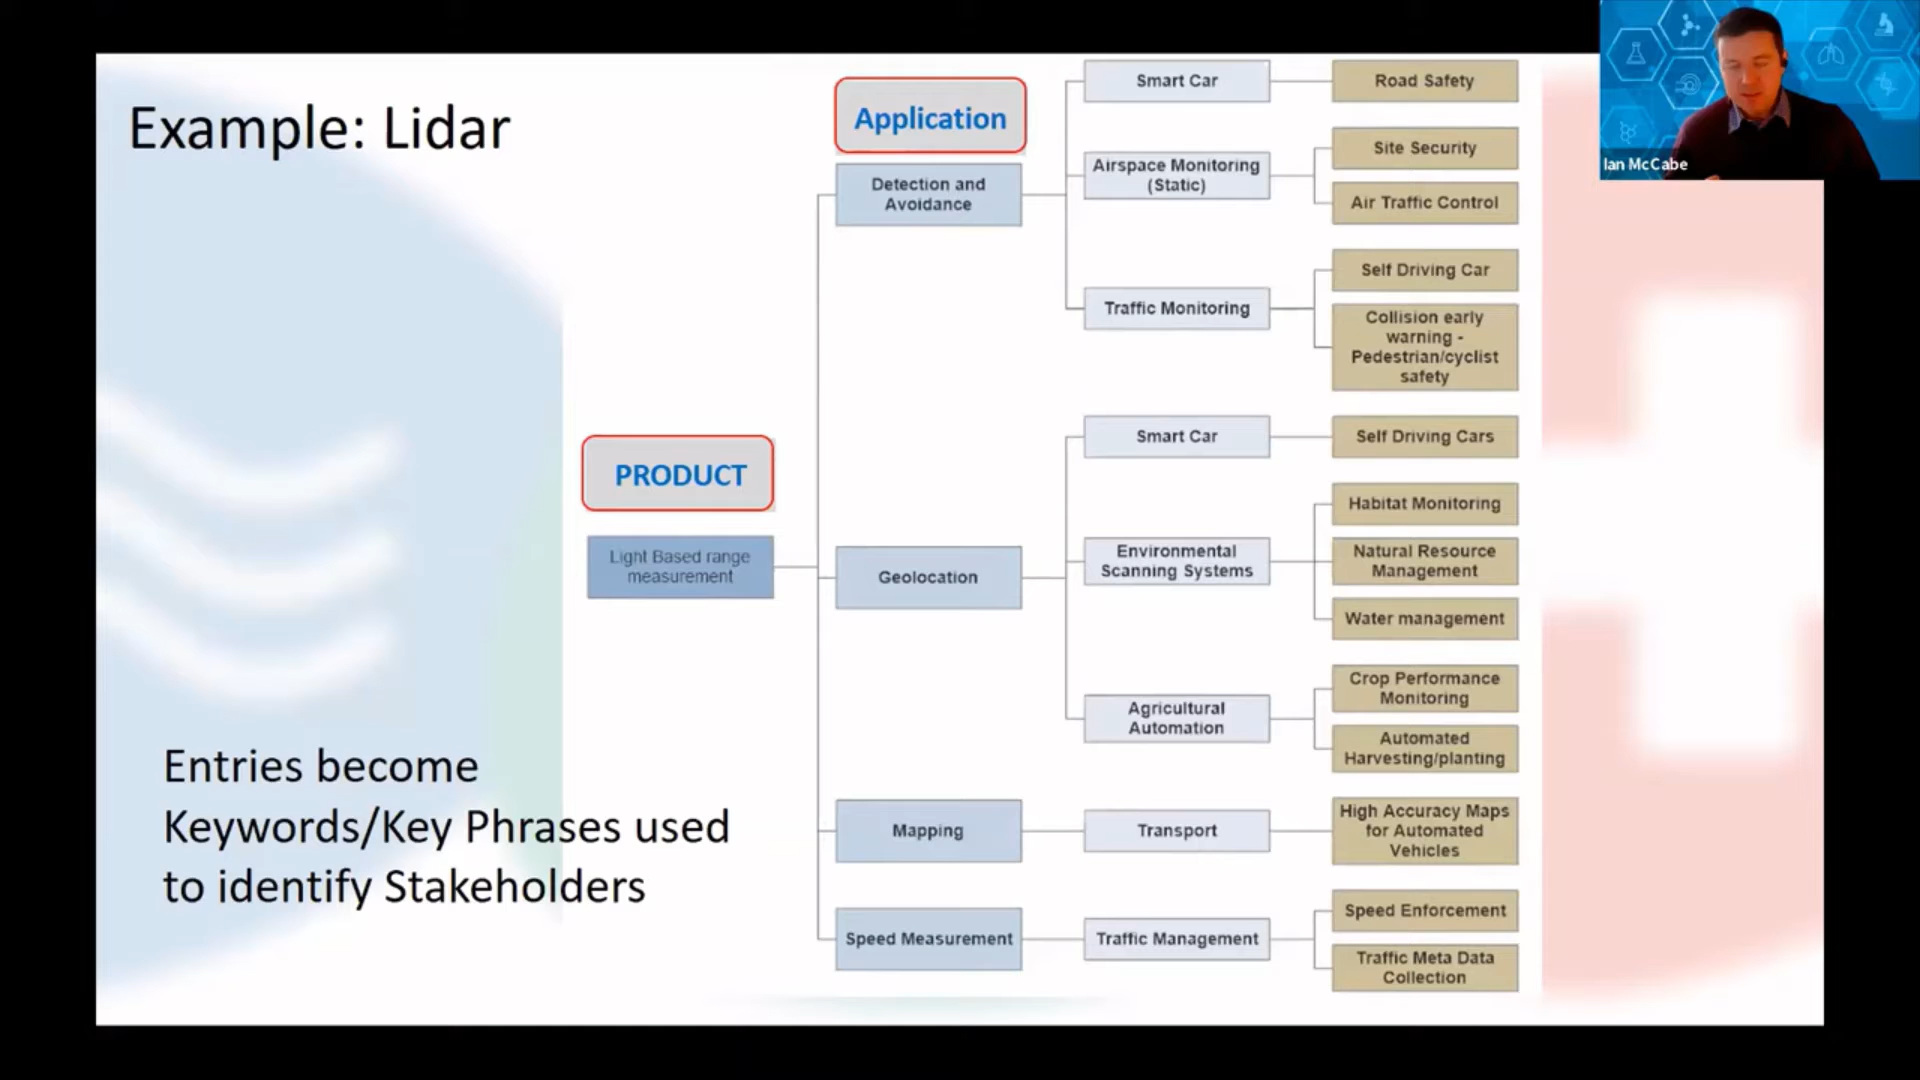 Example: Lidar
Application
Detection and
Avoidance
Smart Car
Road Safety
Airspace Monitoring
(Static)
Site Security
Air Traffic Control
Traffic Monitoring
Self Driving Car
Collision early
warning -
Pedestrian/cyclist
safety
PRODUCT
Light Based range
measurement
Geolocation
Smart Car
Self Driving Cars
Environmental
Scanning Systems
Habitat Monitoring
Natural Resource
Management
Water management
Agricultural
Automation
Crop Performance
Monitoring
Automated
Harvesting/planting
Mapping
Transport
High Accuracy Maps
for Automated
Vehicles
Speed Measurement
Traffic Management
Speed Enforcement
Traffic Meta Data
Collection
Entries become
Keywords/Key Phrases used
to identify Stakeholders
Ian McCabe